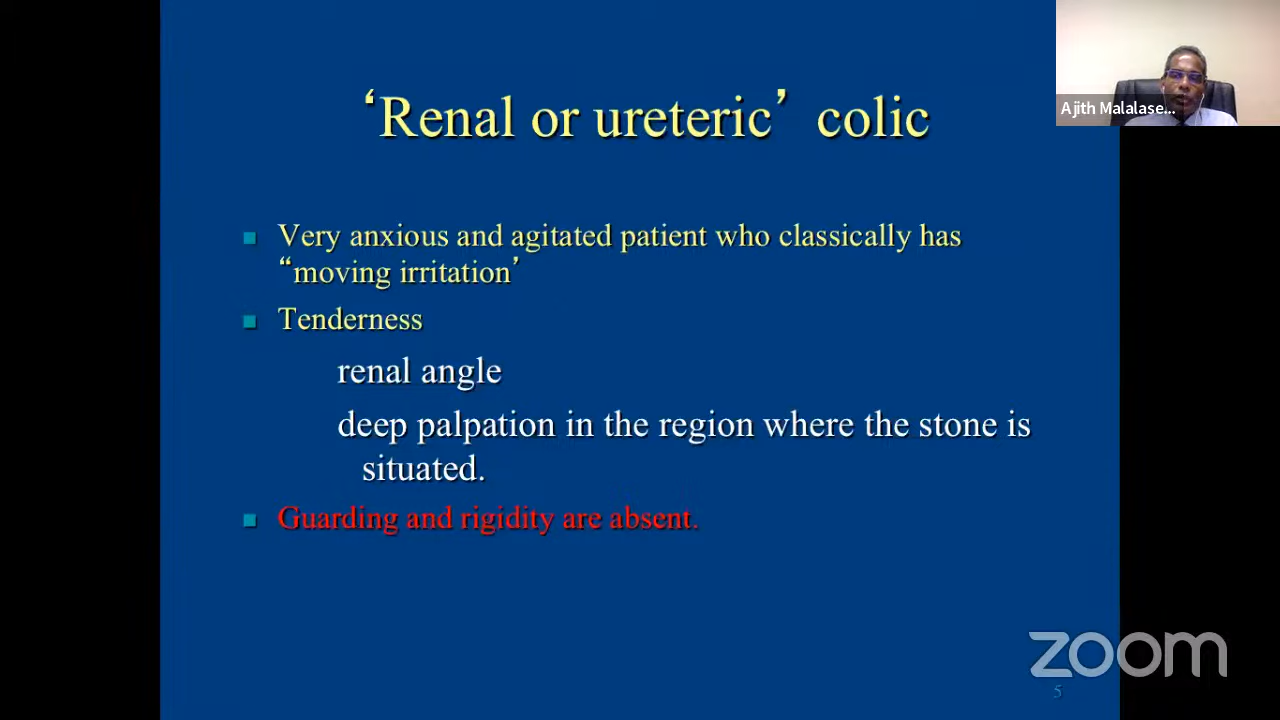 ‘Renal or ureteric’ colic
Ajith Malalase...
■ Very anxious and agitated patient who classically has
“moving irritation’
■ Tenderness
renal angle
deep palpation in the region where the stone is
situated.
■ Guarding and rigidity are absent.
zoom
5